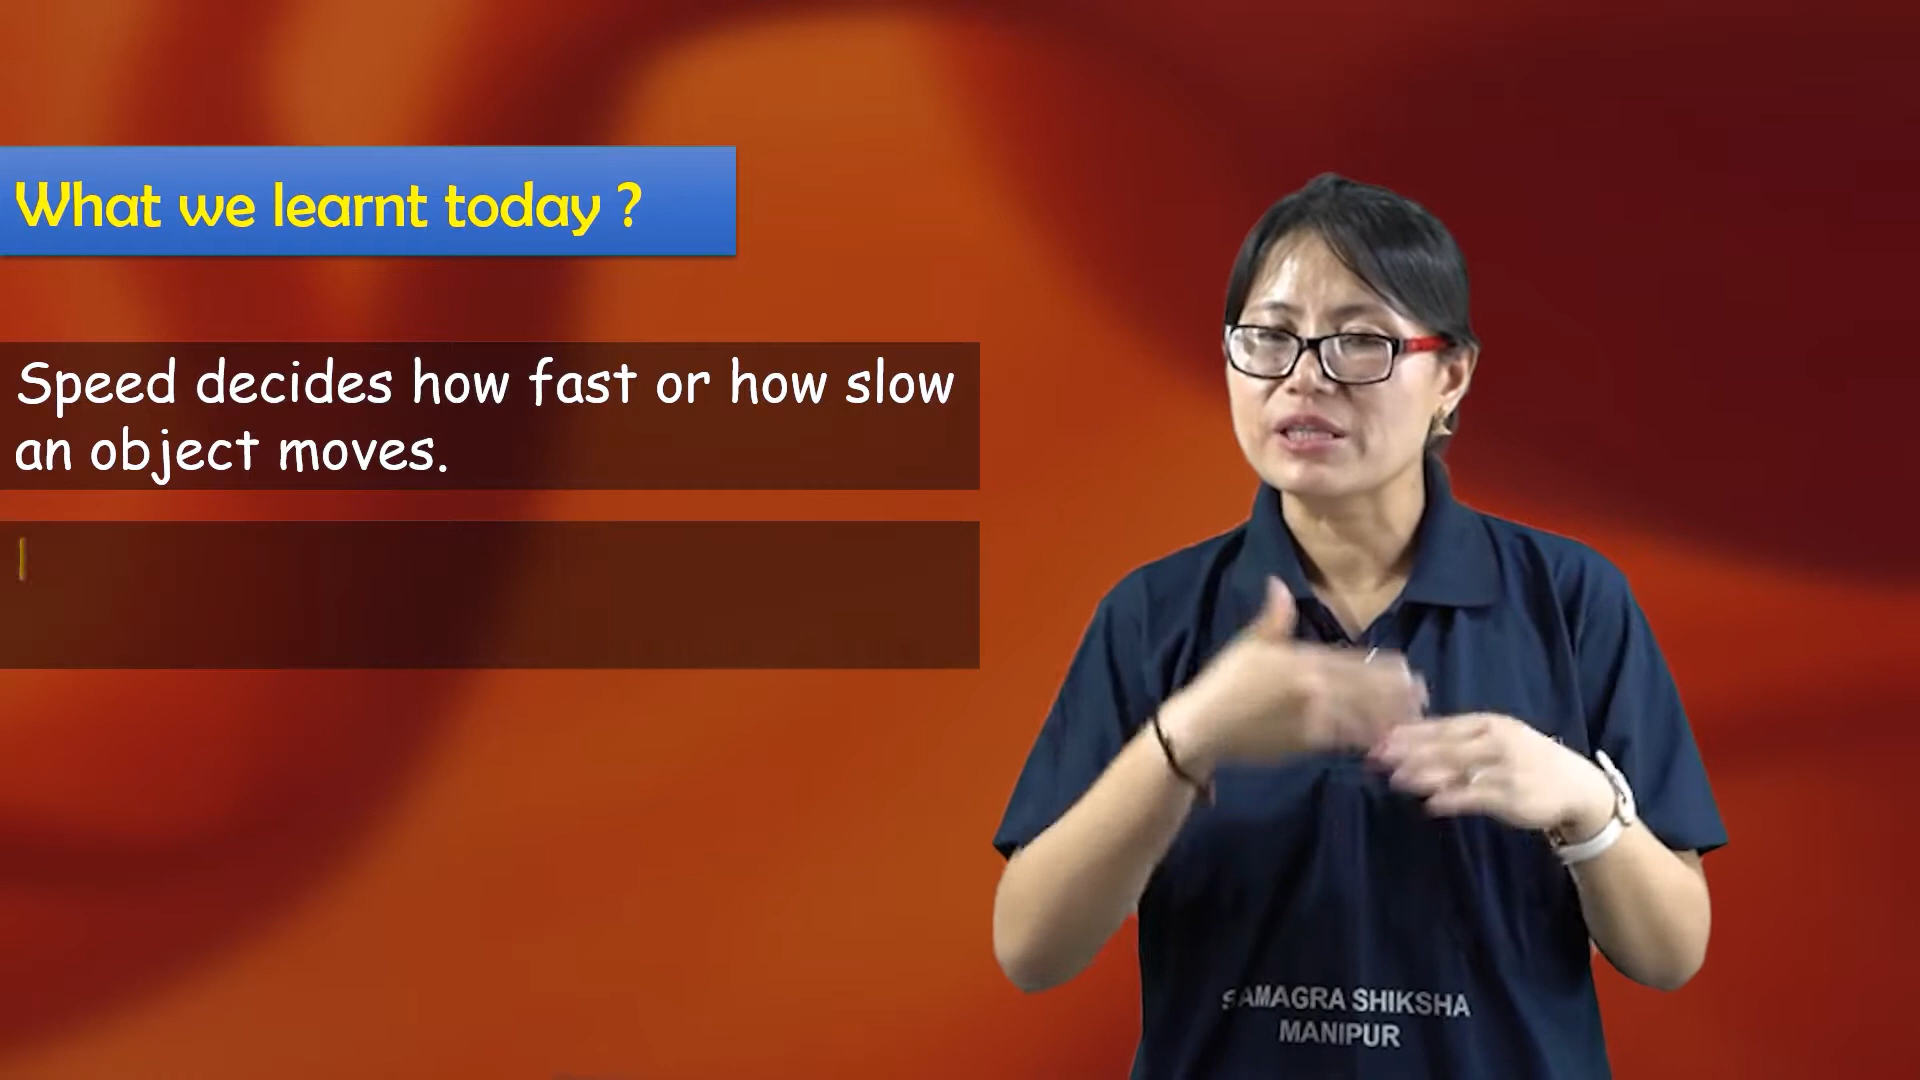 What we learnt today ?
Speed decides how fast or how slow
an object moves.
SAMAGRA SHIKSHA
MANIPUR